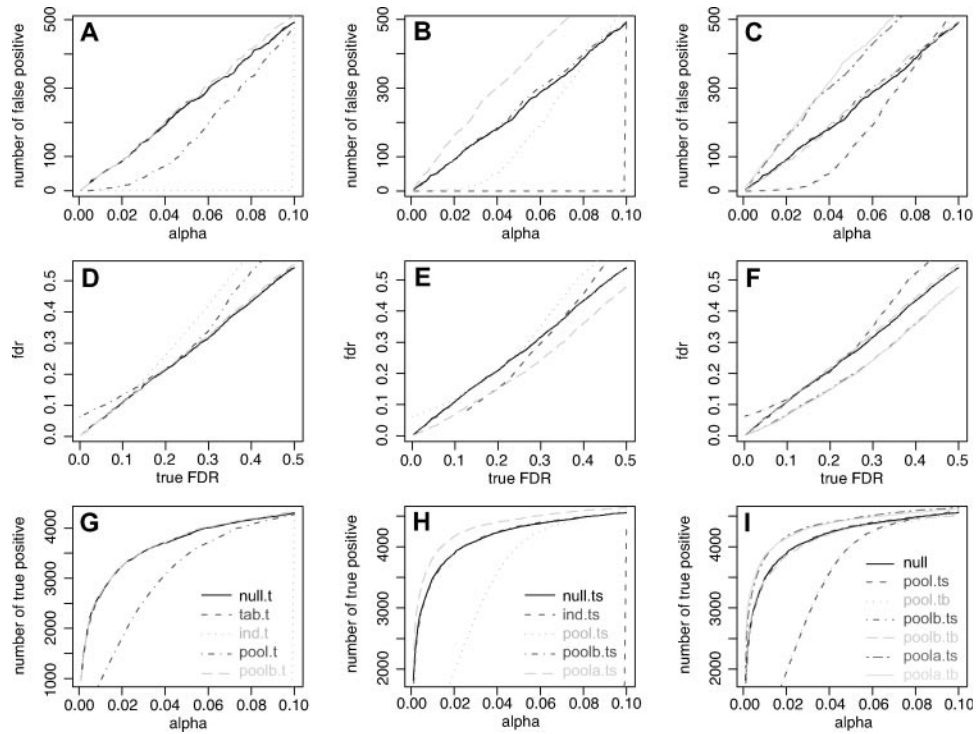 A
number of false positive
500
300
100
0
0.00 0.02 0.04 0.06 0.08 0.10
alpha
B
number of false positive
500
300
100
0
0.00 0.02 0.04 0.06 0.08 0.10
alpha
C
number of false positive
500
300
100
0
0.00 0.02 0.04 0.06 0.08 0.10
alpha
D
fdr
0.5
0.4
0.3
0.2
0.1
0.0
0.0 0.1 0.2 0.3 0.4 0.5
true FDR
E
fdr
0.5
0.4
0.3
0.2
0.1
0.0
0.0 0.1 0.2 0.3 0.4 0.5
true FDR
F
fdr
0.5
0.4
0.3
0.2
0.1
0.0
0.0 0.1 0.2 0.3 0.4 0.5
true FDR
G
number of true positive
4000
3000
2000
1000
null.t
tab.t
ind.t
pool.t
poolb.t
0.00 0.02 0.04 0.06 0.08 0.10
alpha
H
number of true positive
4000
3000
2000
null.ts
ind.ts
pool.ts
poolb.ts
poola.ts
0.00 0.02 0.04 0.06 0.08 0.10
alpha
I
number of true positive
4000
3000
2000
null
pool.ts
pool.tb
poolb.ts
poolb.tb
poola.ts
poola.tb
0.00 0.02 0.04 0.06 0.08 0.10
alpha